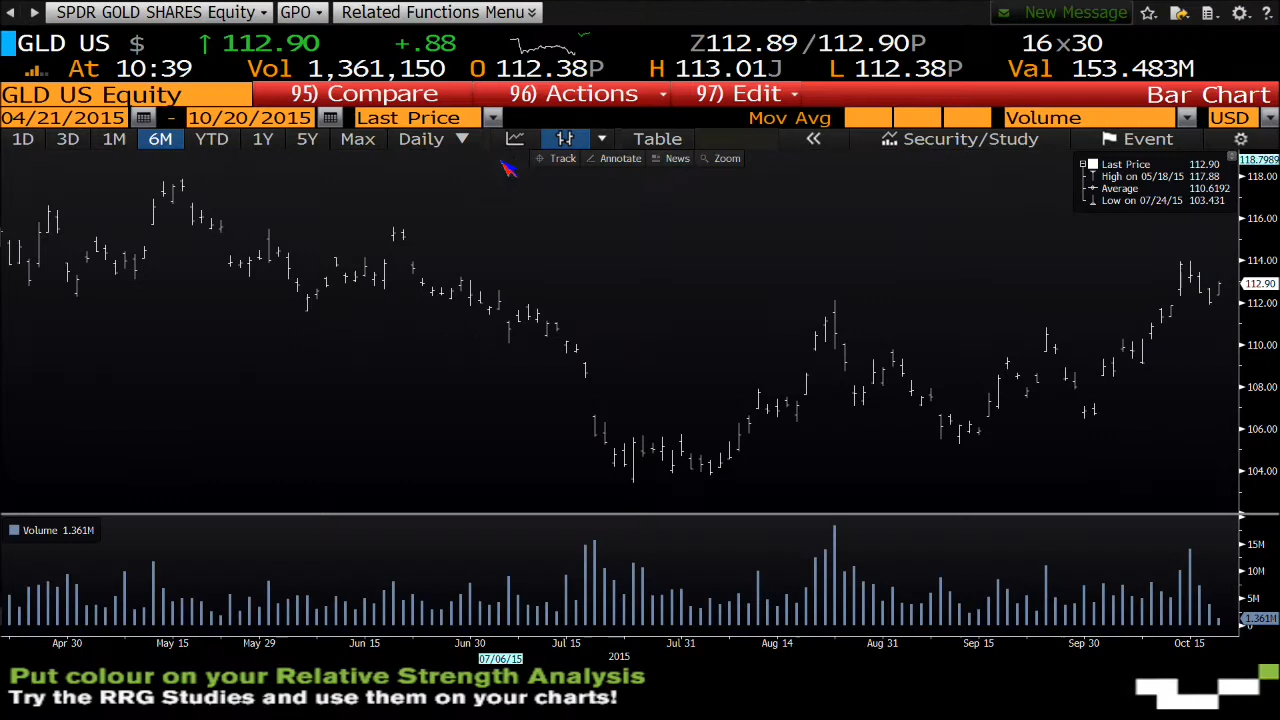 SPDR GOLD SHARES Equity GPO Related Functions Menu New Message ?
GLD US $ ↑ 112.90 +.88 Z112.89 /112.90P 16x30
At 10:39 Vol 1,361,150 O 112.38P H 113.01J L 112.38P Val 153.483M
GLD US Equity 95) Compare 96) Actions 97) Edit Bar Chart
04/21/2015 - 10/20/2015 Last Price Mov Avg Volume USD
1D 3D 1M 6M YTD 1Y 5Y Max Daily Table Security/Study Event
Track Annotate News Zoom
118.7989
Last Price 112.90
High on 05/18/15 117.88
Average 110.6192
Low on 07/24/15 103.431
118.00
116.00
114.00
112.90
112.00
110.00
108.00
106.00
104.00
Volume 1.361M
15M
10M
5M
1.361M
0
Apr 30 May 15 May 29 Jun 15 Jun 30 Jul 15 Jul 31 Aug 14 Aug 31 Sep 15 Sep 30 Oct 15
07/06/15 2015
Put colour on your Relative Strength Analysis
Try the RRG Studies and use them on your charts!